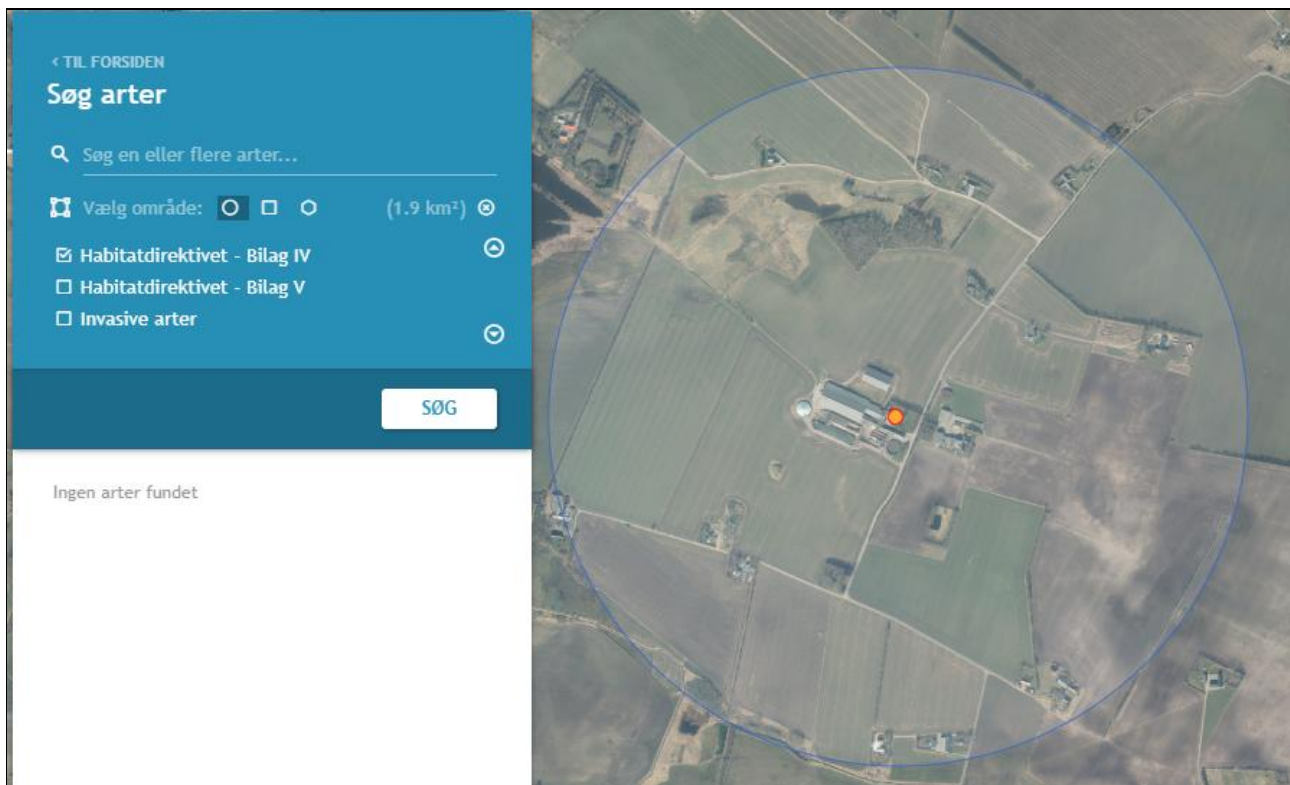 < TIL FORSIDEN
Søg arter
Søg en eller flere arter...
Vælg område: (1.9 km²)
Habitatdirektivet - Bilag IV
Habitatdirektivet - Bilag V
Invasive arter
SØG
Ingen arter fundet